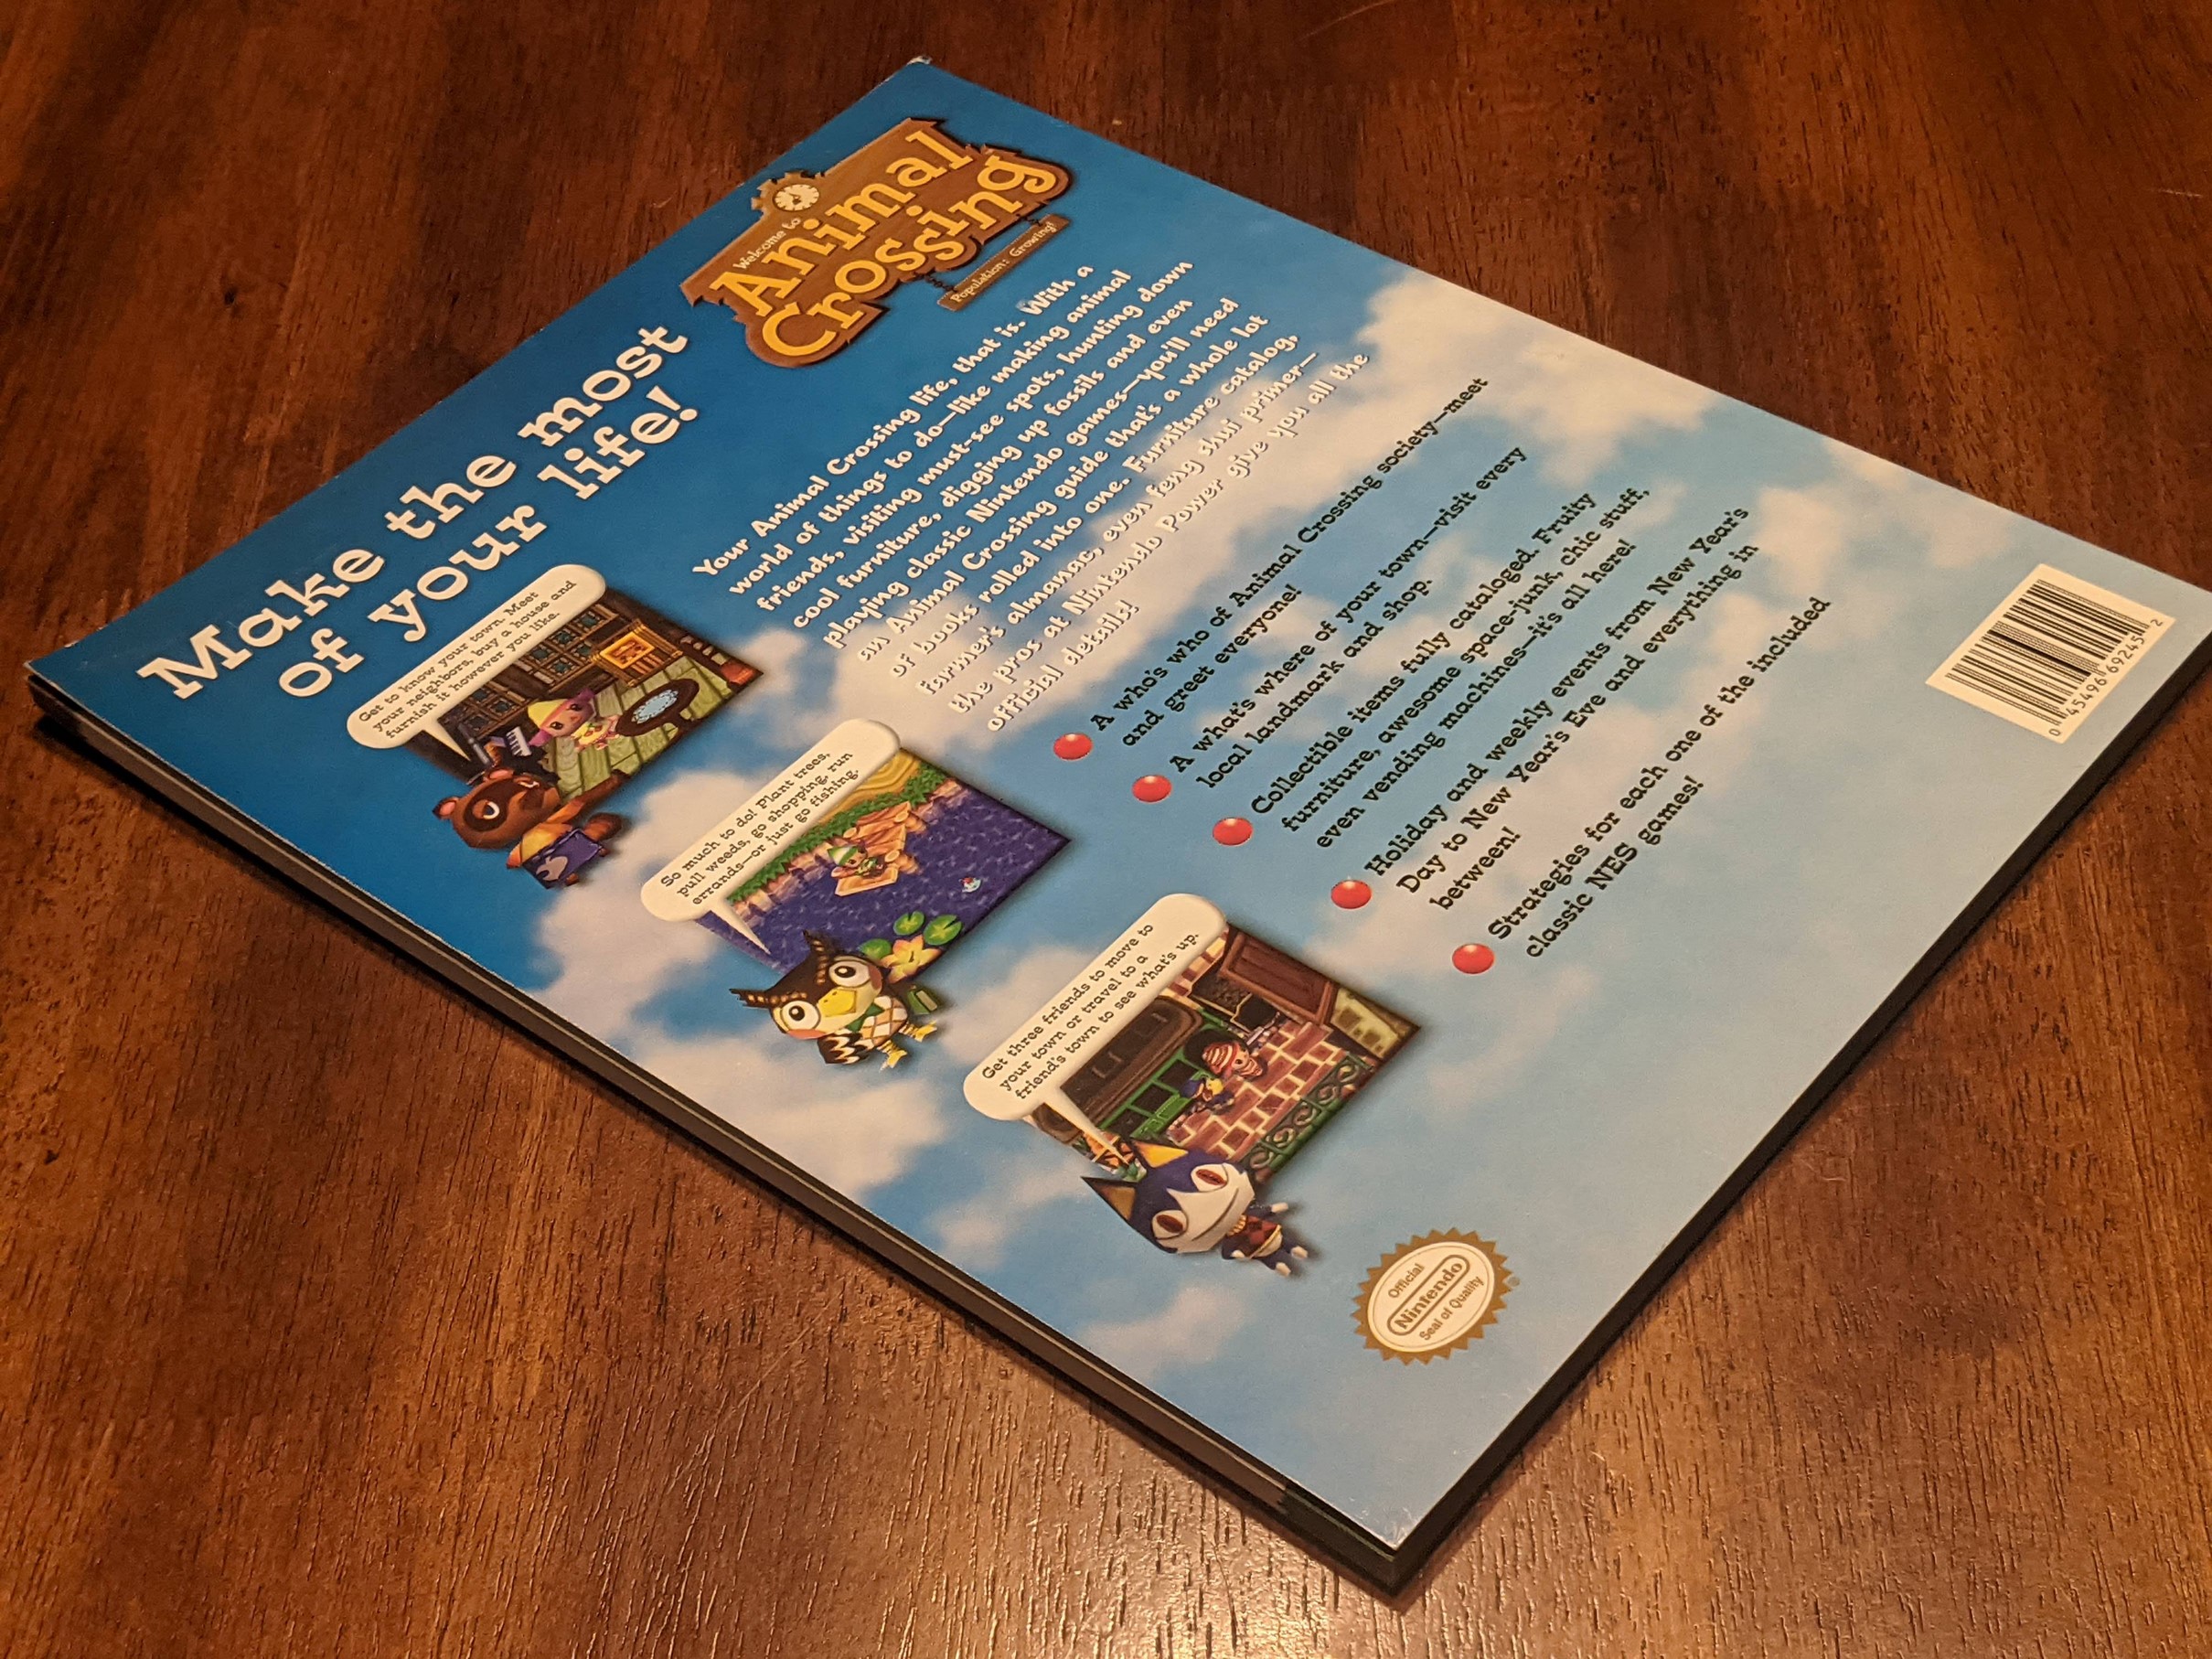 Make the most
of your life!
Welcome to
Animal
Crossing
Population: Growing!
Get to know your town. Meet
your neighbors, buy a house and
furnish it however you like.
So much to do! Plant trees,
pull weeds, go shopping, run
errands—or just go fishing.
Get three friends to move to
your town or travel to a
friend's town to see what's up.
Your Animal Crossing life, that is. With a
world of things to do—like making animal
friends, visiting must-see spots, hunting down
cool furniture, digging up fossils and even
playing classic Nintendo games—you'll need
an Animal Crossing guide that's a whole lot
of books rolled into one. Furniture catalog,
farmer's almanac, even feng shui primer—
the pros at Nintendo Power give you all the
official details!
A who's who of Animal Crossing society—meet
and greet everyone!
A what's where of your town—visit every
local landmark and shop.
Collectible items fully cataloged. Fruity
furniture, awesome space-junk, chic stuff,
even vending machines—it's all here!
Holiday and weekly events from New Year's
Day to New Year's Eve and everything in
between!
Strategies for each one of the included
classic NES games!
Official
Nintendo
Seal of Quality
®
0 45496 69245 2